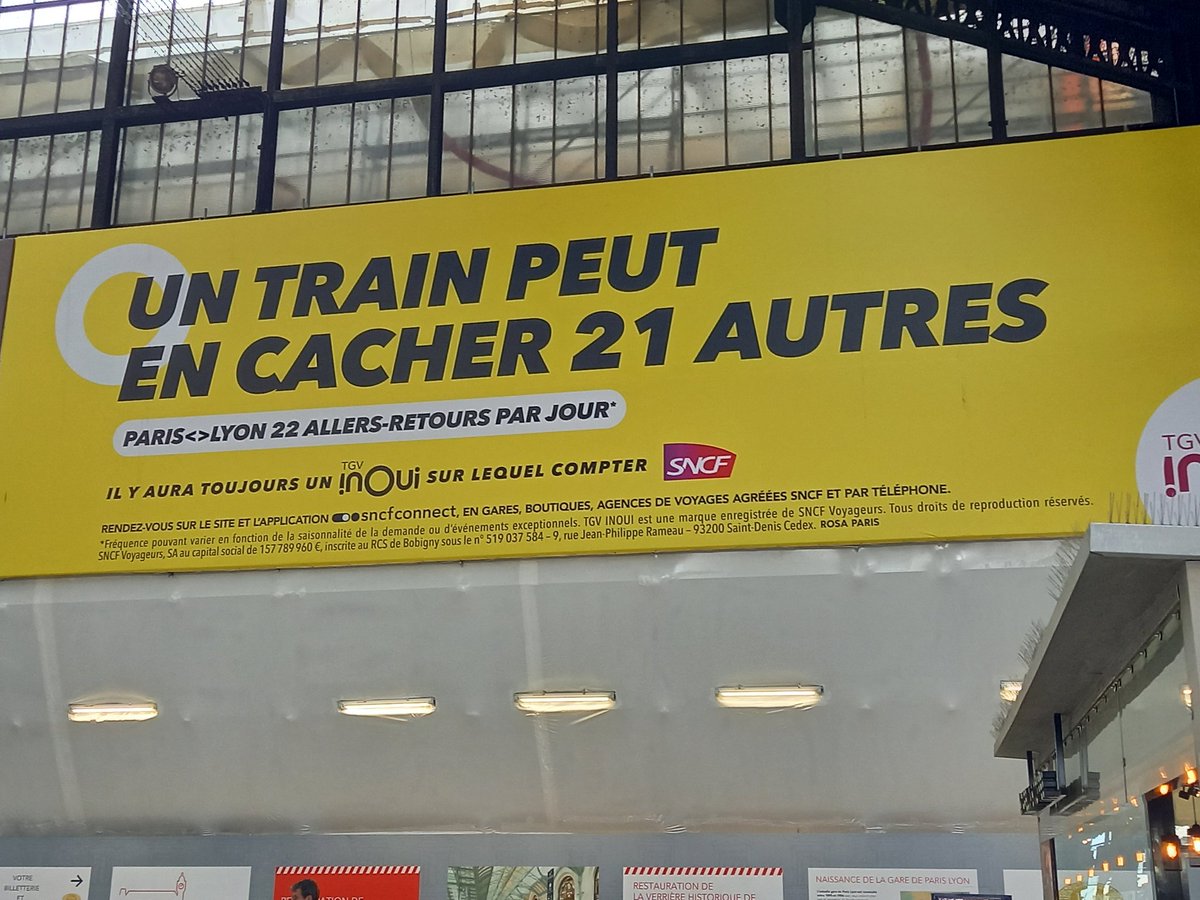 UN TRAIN PEUT
EN CACHER 21 AUTRES
PARIS<>LYON 22 ALLERS-RETOURS PAR JOUR*
IL Y AURA TOUJOURS UN TGV inOui SUR LEQUEL COMPTER SNCF
RENDEZ-VOUS SUR LE SITE ET L'APPLICATION sncfconnect, EN GARES, BOUTIQUES, AGENCES DE VOYAGES AGRÉÉES SNCF ET PAR TÉLÉPHONE.
*Fréquence pouvant varier en fonction de la saisonnalité de la demande ou d'événements exceptionnels. TGV INOUI est une marque enregistrée de SNCF Voyageurs. Tous droits de reproduction réservés.
SNCF Voyageurs, SA au capital social de 157 789 960 €, inscrite au RCS de Bobigny sous le n° 519 037 584 – 9, rue Jean-Philippe Rameau – 93200 Saint-Denis Cedex. ROSA PARIS
TGV
VOTRE
BILLETTERIE
ET
RESTAURATION DE
LA VERRIÈRE HISTORIQUE DE
NAISSANCE DE LA GARE DE PARIS LYON